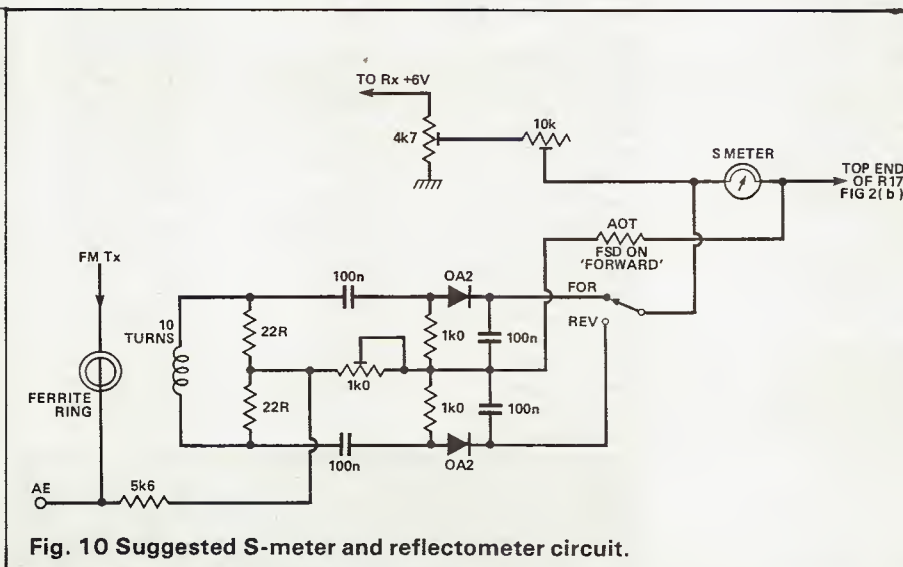 TO Rx +6V
4k7
10k
S METER
TOP END
OF R17
FIG 2(b)
AOT
FSD ON
'FORWARD'
FM Tx
100n
OA2
FOR
REV
10
TURNS
22R
1k0
100n
1k0
FERRITE
RING
22R
1k0
100n
100n
OA2
AE
5k6
Fig. 10 Suggested S-meter and reflectometer circuit.